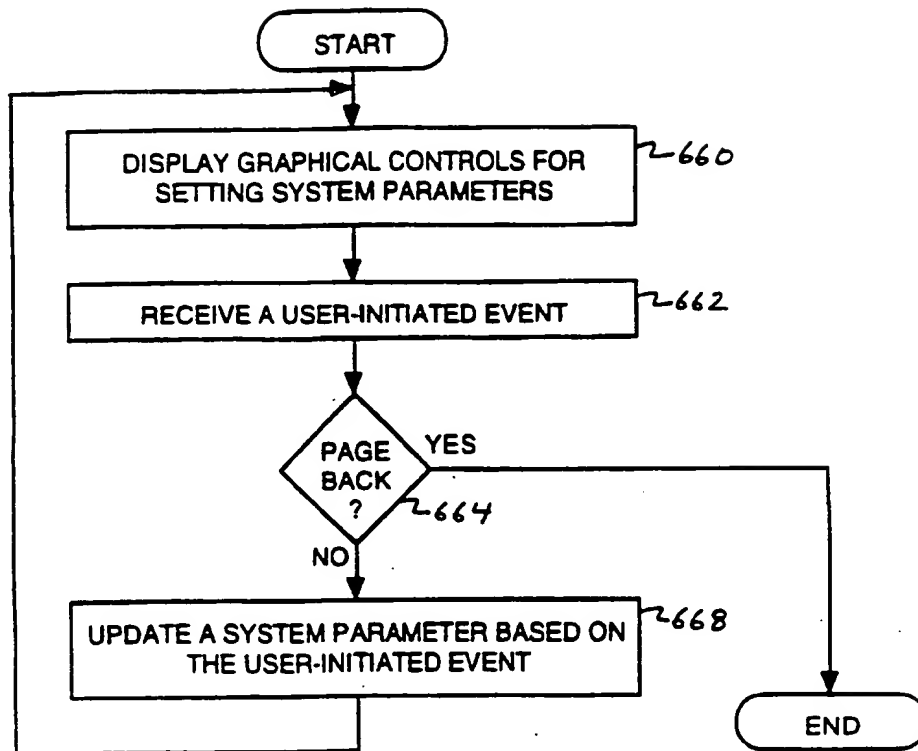 START
DISPLAY GRAPHICAL CONTROLS FOR
SETTING SYSTEM PARAMETERS
660
RECEIVE A USER-INITIATED EVENT
662
PAGE
BACK
?
YES
664
NO
UPDATE A SYSTEM PARAMETER BASED ON
THE USER-INITIATED EVENT
668
END